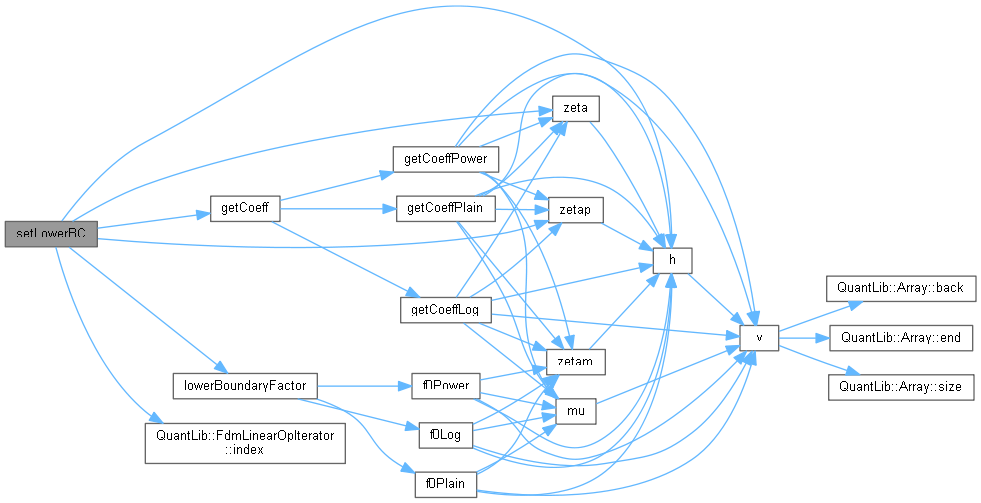 setLowerBC
getCoeff
lowerBoundaryFactor
QuantLib::FdmLinearOpIterator
::index
getCoeffPower
getCoeffPlain
getCoeffLog
f0Power
f0Log
f0Plain
zeta
zetap
zetam
mu
h
v
QuantLib::Array::back
QuantLib::Array::end
QuantLib::Array::size